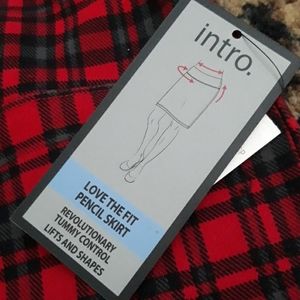 intro.
LOVE THE FIT
PENCIL SKIRT
REVOLUTIONARY
TUMMY CONTROL
LIFTS AND SHAPES